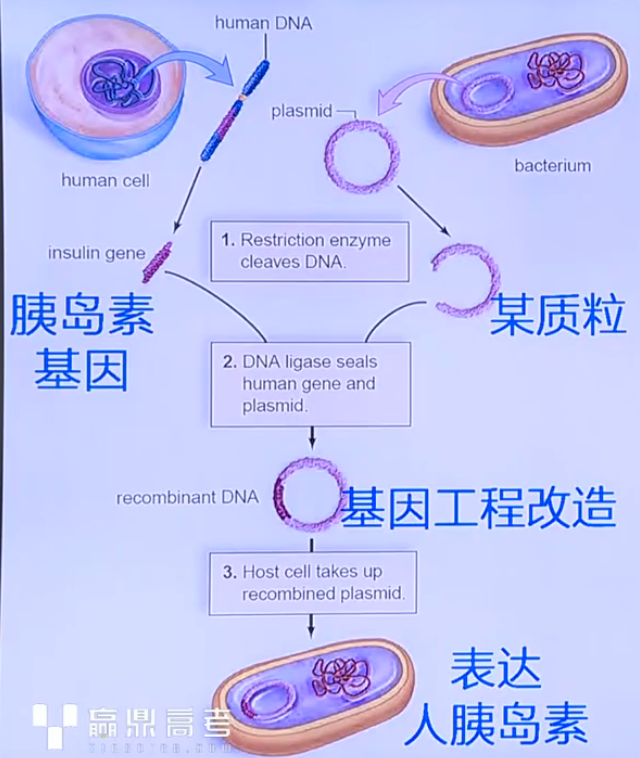 human DNA
plasmid
human cell
bacterium
insulin gene
1. Restriction enzyme
cleaves DNA.
胰岛素
基因
某质粒
2. DNA ligase seals
human gene and
plasmid.
recombinant DNA
基因工程改造
3. Host cell takes up
recombined plasmid.
表达
人胰岛素
赢鼎高考